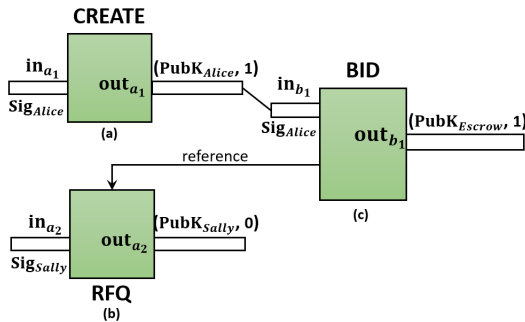 CREATE
in_{a_1} out_{a_1} (PubK_{Alice}, 1)
Sig_{Alice}
(a)
BID
in_{b_1} out_{b_1} (PubK_{Escrow}, 1)
Sig_{Alice}
(c)
reference
in_{a_2} out_{a_2} (PubK_{Sally}, 0)
Sig_{Sally}
RFQ
(b)